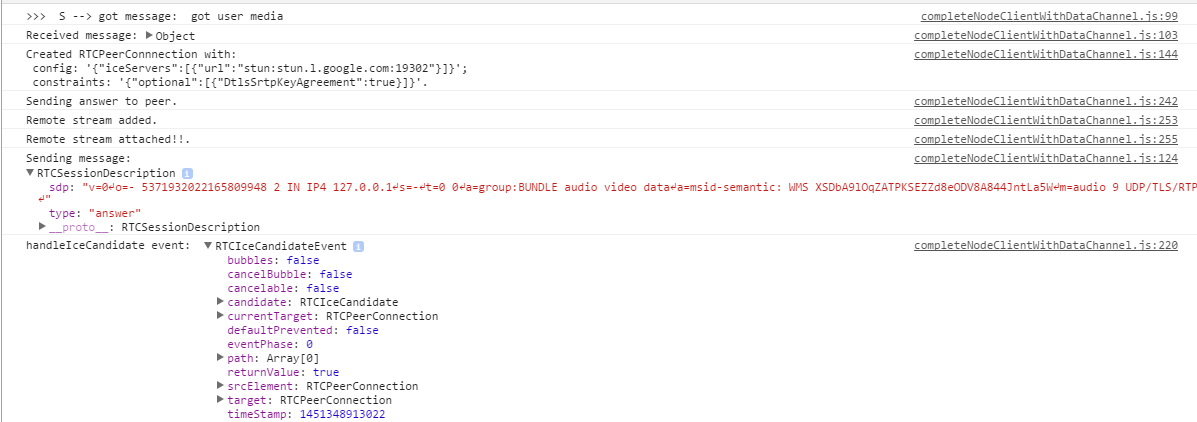 >>>  S --> got message:  got user media completeNodeClientWithDataChannel.js:99
Received message: ▶Object completeNodeClientWithDataChannel.js:103
Created RTCPeerConnnection with: completeNodeClientWithDataChannel.js:144
config: '{"iceServers":[{"url":"stun:stun.l.google.com:19302"}]}';
constraints: '{"optional":[{"DtlsSrtpKeyAgreement":true}]}'.
Sending answer to peer. completeNodeClientWithDataChannel.js:242
Remote stream added. completeNodeClientWithDataChannel.js:253
Remote stream attached!!. completeNodeClientWithDataChannel.js:255
Sending message: completeNodeClientWithDataChannel.js:124
▼RTCSessionDescription i
sdp: "v=0↵o=- 5371932022165809948 2 IN IP4 127.0.0.1↵s=-↵t=0 0↵a=group:BUNDLE audio video data↵a=msid-semantic: WMS XSDbA9lOqZATPKSEZZd8eODV8A844JntLa5W↵m=audio 9 UDP/TLS/RTP
↵"
type: "answer"
▶__proto__: RTCSessionDescription
handleIceCandidate event: ▼RTCIceCandidateEvent i completeNodeClientWithDataChannel.js:220
bubbles: false
cancelBubble: false
cancelable: false
▶candidate: RTCIceCandidate
▶currentTarget: RTCPeerConnection
defaultPrevented: false
eventPhase: 0
▶path: Array[0]
returnValue: true
▶srcElement: RTCPeerConnection
▶target: RTCPeerConnection
timeStamp: 1451348913022